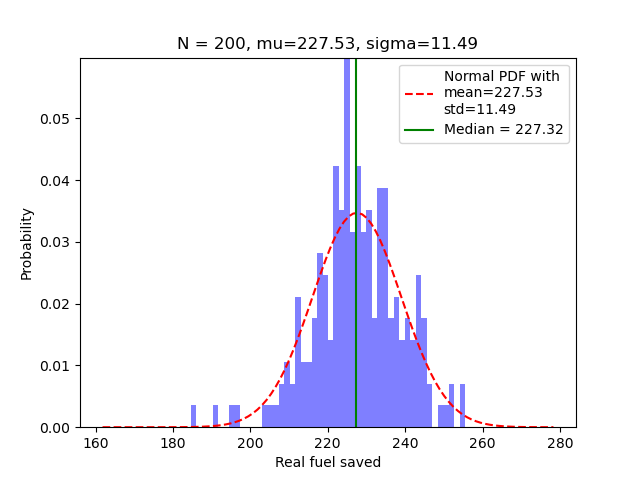 N = 200, mu=227.53, sigma=11.49
Normal PDF with
mean=227.53
std=11.49
Median = 227.32
Probability
0.05
0.04
0.03
0.02
0.01
0.00
160 180 200 220 240 260 280
Real fuel saved